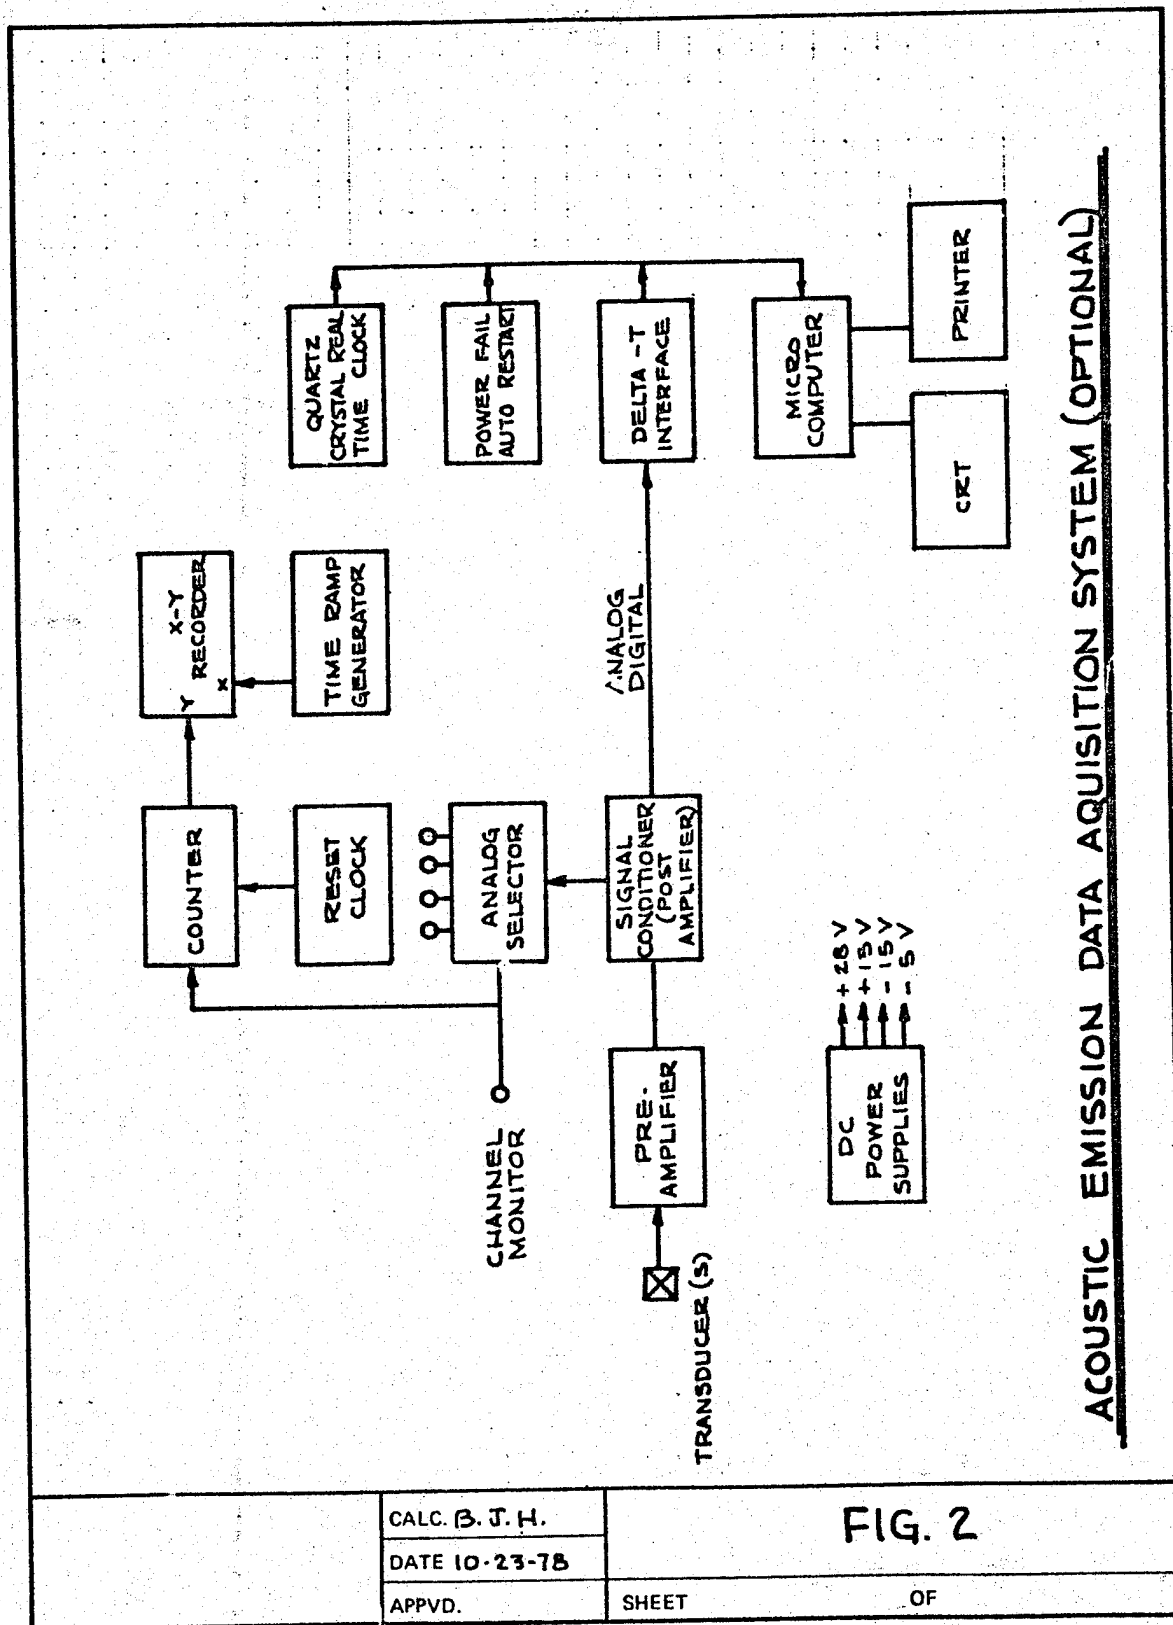 QUARTZ
CRYSTAL REAL
TIME CLOCK
POWER FAIL
AUTO RESTART
DELTA -T
INTERFACE
MICRO
COMPUTER
PRINTER
CRT
X-Y
RECORDER
Y
X
TIME RAMP
GENERATOR
ANALOG
DIGITAL
COUNTER
RESET
CLOCK
ANALOG
SELECTOR
SIGNAL
CONDITIONER
(POST
AMPLIFIER)
CHANNEL
MONITOR
PRE-
AMPLIFIER
TRANSDUCER (S)
DC
POWER
SUPPLIES
+28 V
+15 V
-15 V
-5 V
ACOUSTIC EMISSION DATA AQUISITION SYSTEM (OPTIONAL)
CALC. B. J. H.
DATE 10-23-78
APPVD.
FIG. 2
SHEET OF